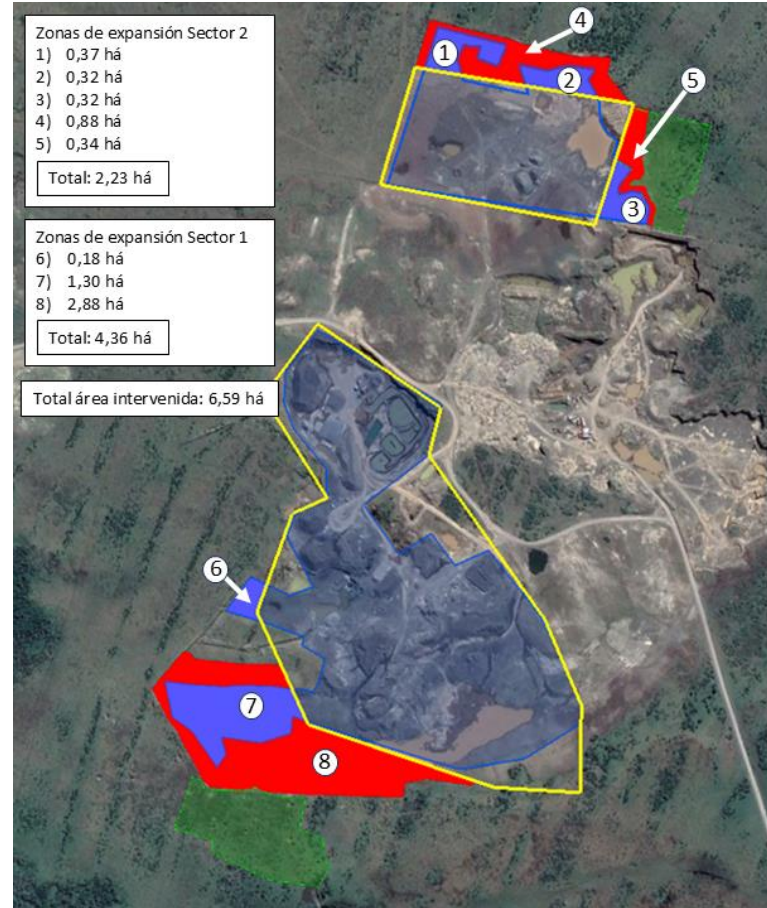 Zonas de expansión Sector 2
1) 0,37 há
2) 0,32 há
3) 0,32 há
4) 0,88 há
5) 0,34 há
Total: 2,23 há
Zonas de expansión Sector 1
6) 0,18 há
7) 1,30 há
8) 2,88 há
Total: 4,36 há
Total área intervenida: 6,59 há
4
1
2
5
3
6
7
8